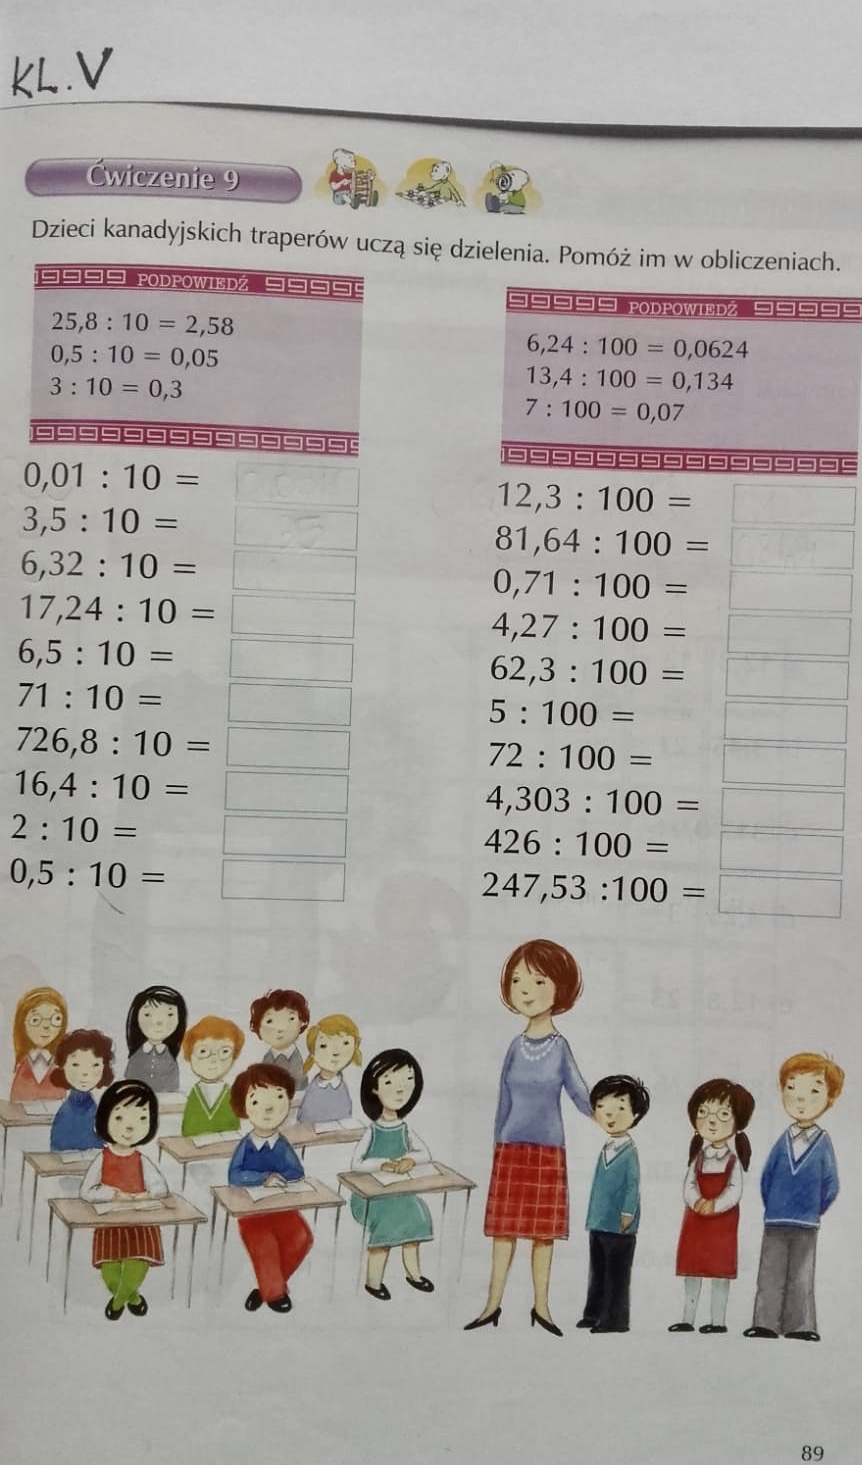 KL. V
Ćwiczenie 9
Dzieci kanadyjskich traperów uczą się dzielenia. Pomóż im w obliczeniach.
PODPOWIEDŹ
25,8 : 10 = 2,58
0,5 : 10 = 0,05
3 : 10 = 0,3
0,01 : 10 =
3,5 : 10 =
6,32 : 10 =
17,24 : 10 =
6,5 : 10 =
71 : 10 =
726,8 : 10 =
16,4 : 10 =
2 : 10 =
0,5 : 10 =
PODPOWIEDŹ
6,24 : 100 = 0,0624
13,4 : 100 = 0,134
7 : 100 = 0,07
12,3 : 100 =
81,64 : 100 =
0,71 : 100 =
4,27 : 100 =
62,3 : 100 =
5 : 100 =
72 : 100 =
4,303 : 100 =
426 : 100 =
247,53 :100 =
89